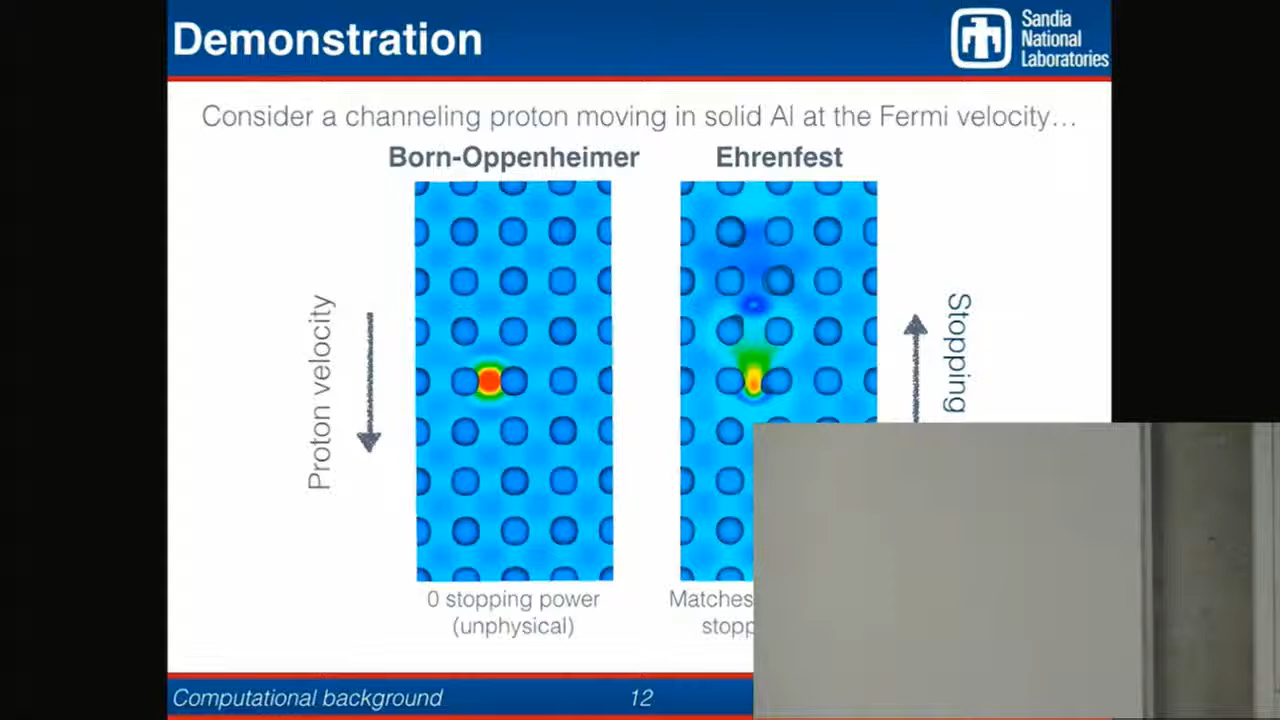 Demonstration
Sandia
National
Laboratories
Consider a channeling proton moving in solid Al at the Fermi velocity…
Born-Oppenheimer
Ehrenfest
Proton velocity
Stopping
0 stopping power
(unphysical)
Matches
Computational background
12